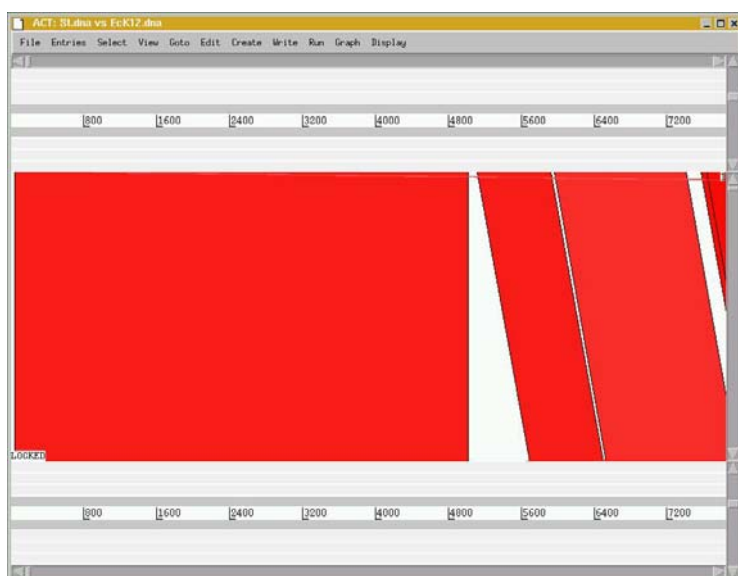 ACT: St.dna vs EcK12.dna
File Entries Select View Goto Edit Create Write Run Graph Display
800 1600 2400 3200 4000 4800 5600 6400 7200
LOCKED
800 1600 2400 3200 4000 4800 5600 6400 7200